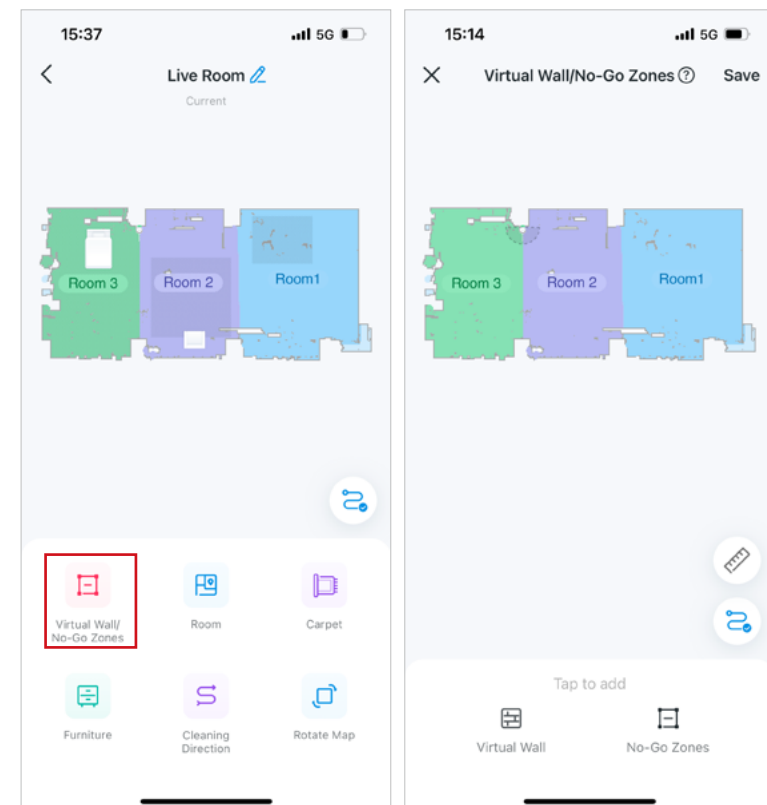 15:37
5G
Live Room
Current
Room 3
Room 2
Room1
Virtual Wall/
No-Go Zones
Room
Carpet
Furniture
Cleaning
Direction
Rotate Map
15:14
5G
Virtual Wall/No-Go Zones
Save
Room 3
Room 2
Room1
Tap to add
Virtual Wall
No-Go Zones